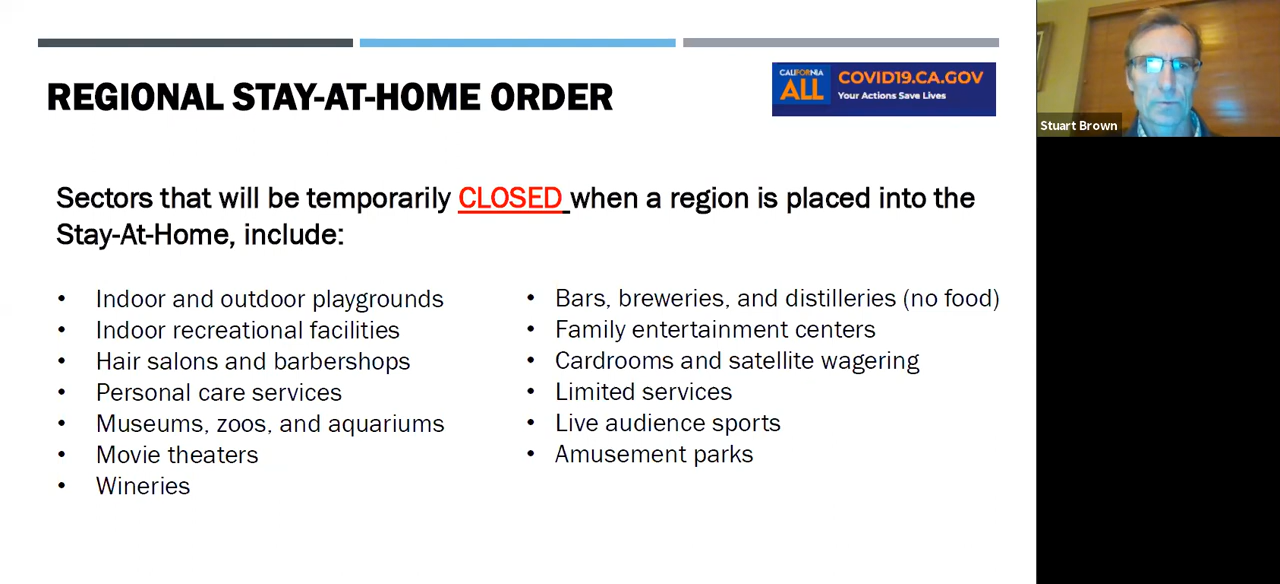 REGIONAL STAY-AT-HOME ORDER
CALIFORNIA
ALL
COVID19.CA.GOV
Your Actions Save Lives
Stuart Brown
Sectors that will be temporarily CLOSED when a region is placed into the
Stay-At-Home, include:
• Indoor and outdoor playgrounds
• Indoor recreational facilities
• Hair salons and barbershops
• Personal care services
• Museums, zoos, and aquariums
• Movie theaters
• Wineries
• Bars, breweries, and distilleries (no food)
• Family entertainment centers
• Cardrooms and satellite wagering
• Limited services
• Live audience sports
• Amusement parks